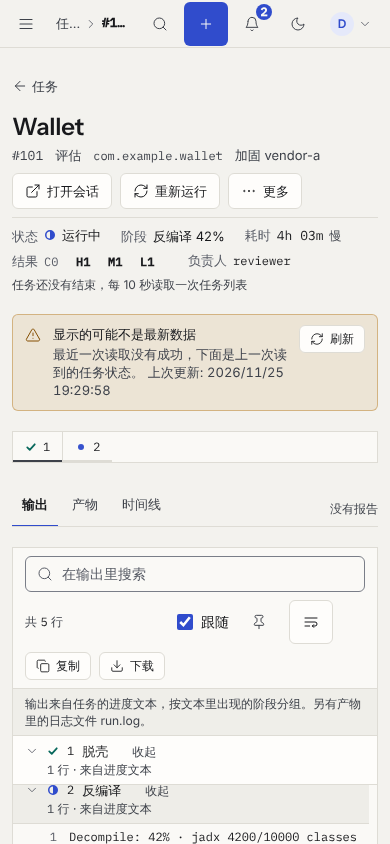 任... > #1... 2 D
← 任务
Wallet
#101 评估 com.example.wallet 加固 vendor-a
打开会话 重新运行 ··· 更多
状态 运行中 阶段 反编译 42% 耗时 4h 03m 慢
结果 C0 H1 M1 L1 负责人 reviewer
任务还没有结束，每 10 秒读取一次任务列表
显示的可能不是最新数据 刷新
最近一次读取没有成功，下面是上一次读
到的任务状态。 上次更新: 2026/11/25
19:29:58
1 2
输出 产物 时间线 没有报告
在输出里搜索
共 5 行 跟随
复制 下载
输出来自任务的进度文本，按文本里出现的阶段分组。另有产物
里的日志文件 run.log。
1 脱壳 收起
1 行 · 来自进度文本
2 反编译 收起
1 行 · 来自进度文本
1 Decompile: 42% · jadx 4200/10000 classes